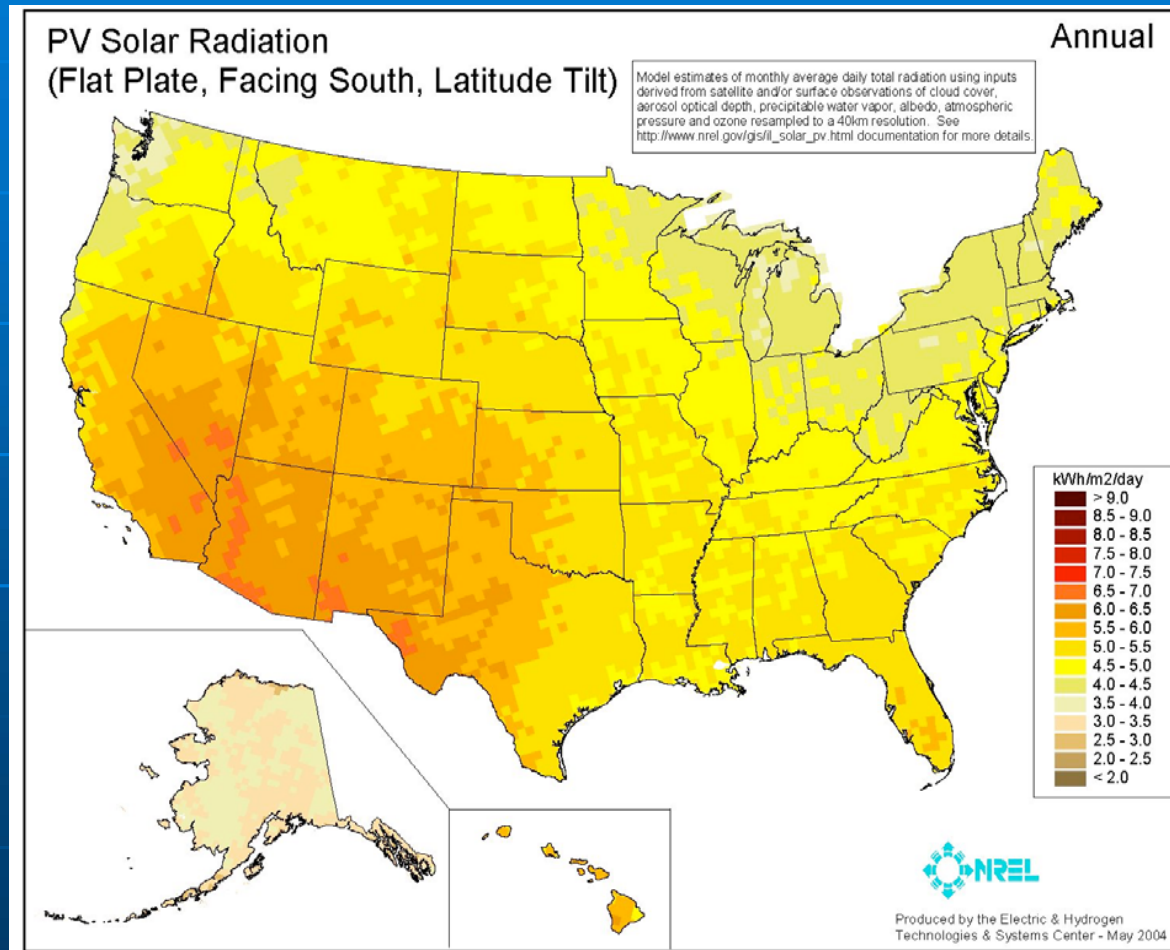 PV Solar Radiation
(Flat Plate, Facing South, Latitude Tilt)
Annual
Model estimates of monthly average daily total radiation using inputs
derived from satellite and/or surface observations of cloud cover,
aerosol optical depth, precipitable water vapor, albedo, atmospheric
pressure and ozone resampled to a 40km resolution. See
http://www.nrel.gov/gis/il_solar_pv.html documentation for more details.
kWh/m2/day
> 9.0
8.5 - 9.0
8.0 - 8.5
7.5 - 8.0
7.0 - 7.5
6.5 - 7.0
6.0 - 6.5
5.5 - 6.0
5.0 - 5.5
4.5 - 5.0
4.0 - 4.5
3.5 - 4.0
3.0 - 3.5
2.5 - 3.0
2.0 - 2.5
< 2.0
NREL
Produced by the Electric & Hydrogen
Technologies & Systems Center - May 2004